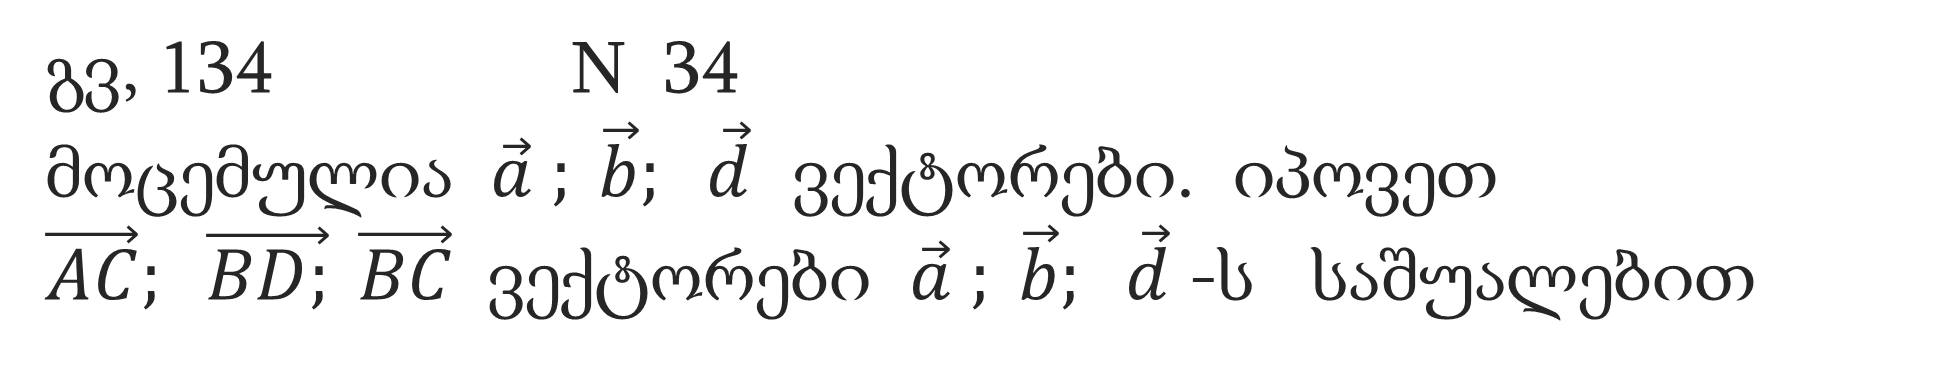 გვ, 134 N 34
მოცემულია a⃗ ; b⃗; d⃗ ვექტორები. იპოვეთ
AC⃗; BD⃗; BC⃗ ვექტორები a⃗ ; b⃗; d⃗ -ს საშუალებით